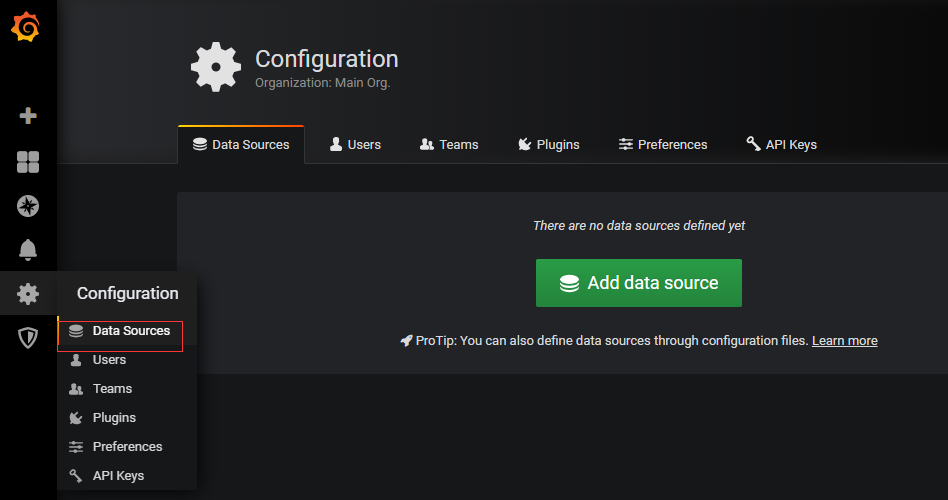 Configuration
Organization: Main Org.
Data Sources Users Teams Plugins Preferences API Keys
There are no data sources defined yet
Add data source
ProTip: You can also define data sources through configuration files. Learn more
Configuration
Data Sources
Users
Teams
Plugins
Preferences
API Keys